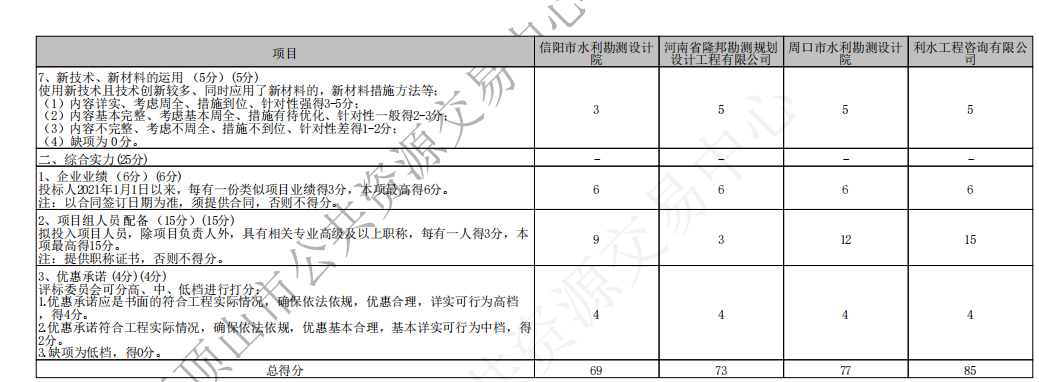 项目 信阳市水利勘测设计院 河南省隆邦勘测规划设计工程有限公司 周口市水利勘测设计院 利水工程咨询有限公司
7、新技术、新材料的运用（5分）(5分)
使用新技术且技术创新较多、同时应用了新材料的，新材料措施方法等；
（1）内容详实、考虑周全、措施到位、针对性强得3-5分；
（2）内容基本完整、考虑基本周全、措施有待优化、针对性一般得2-3分；
（3）内容不完整、考虑不周全、措施不到位、针对性差得1-2分；
（4）缺项为 0 分。
3 5 5 5
二、综合实力(25分) - - - -
1、企业业绩（6分）(6分)
投标人2021年1月1日以来，每有一份类似项目业绩得3分，本项最高得6分。
注：以合同签订日期为准，须提供合同，否则不得分。
6 6 6 6
2、项目组人员 配备（15分）(15分)
拟投入项目人员，除项目负责人外，具有相关专业高级及以上职称，每有一人得3分，本
项最高得15分。
注：提供职称证书，否则不得分。
9 3 12 15
3、优惠承诺 (4分)(4分)
评标委员会可分高、中、低档进行打分；
1.优惠承诺应是书面的符合工程实际情况，确保依法依规，优惠合理，详实可行为高档
，得4分。
2.优惠承诺符合工程实际情况，确保依法依规，优惠基本合理，基本详实可行为中档，得
2分。
3.缺项为低档，得0分。
4 4 4 4
总得分 69 73 77 85
顶山市公共资源交易中心
共资源交易中心